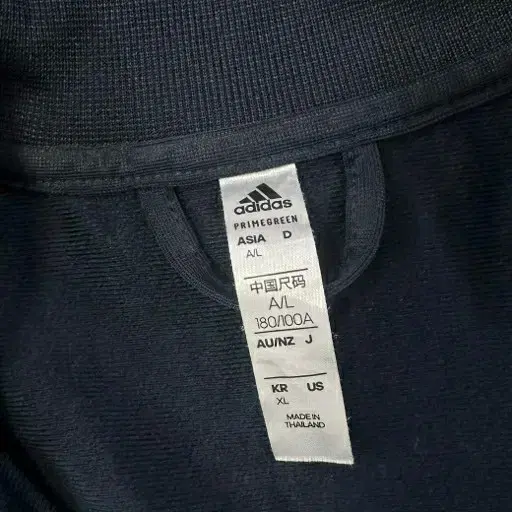 adidas
PRIMEGREEN
ASIA D
A/L
中国尺码
A/L
180/100A
AU/NZ J
KR US
XL
MADE IN
THAILAND